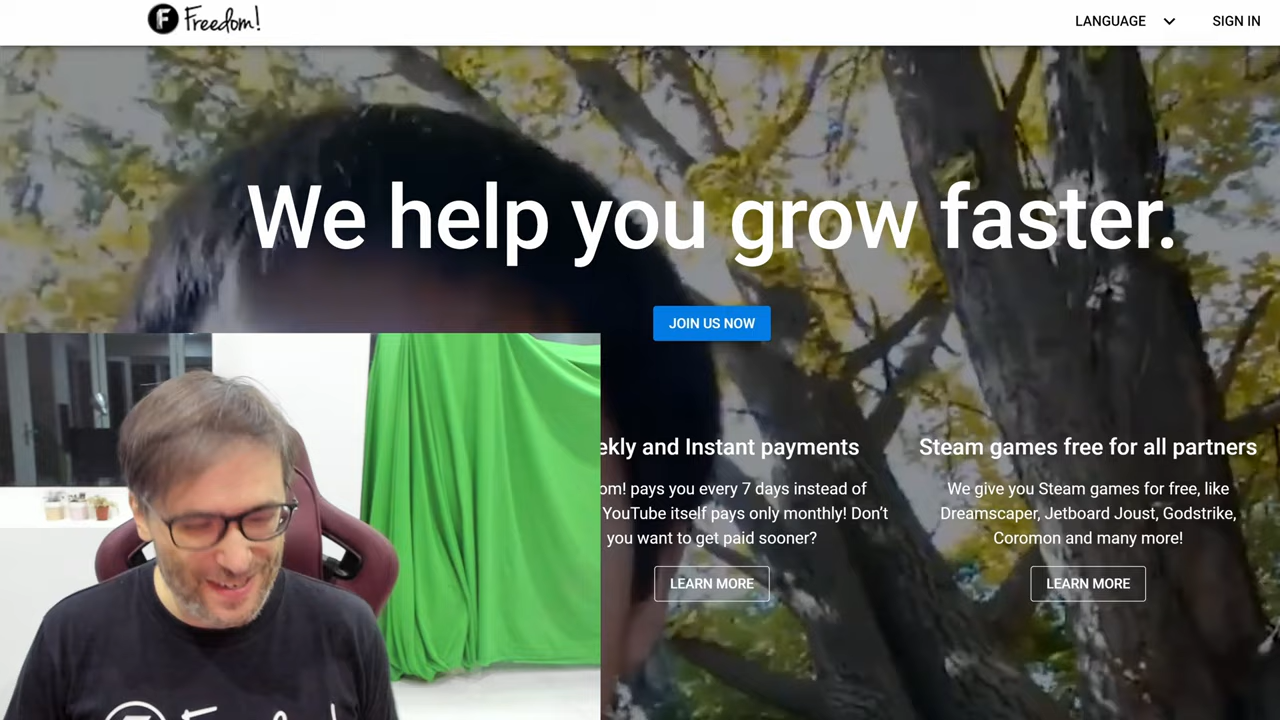 F Freedom!
LANGUAGE
SIGN IN
We help you grow faster.
JOIN US NOW
ekly and Instant payments
om! pays you every 7 days instead of
YouTube itself pays only monthly! Don't
you want to get paid sooner?
LEARN MORE
Steam games free for all partners
We give you Steam games for free, like
Dreamscaper, Jetboard Joust, Godstrike,
Coromon and many more!
LEARN MORE